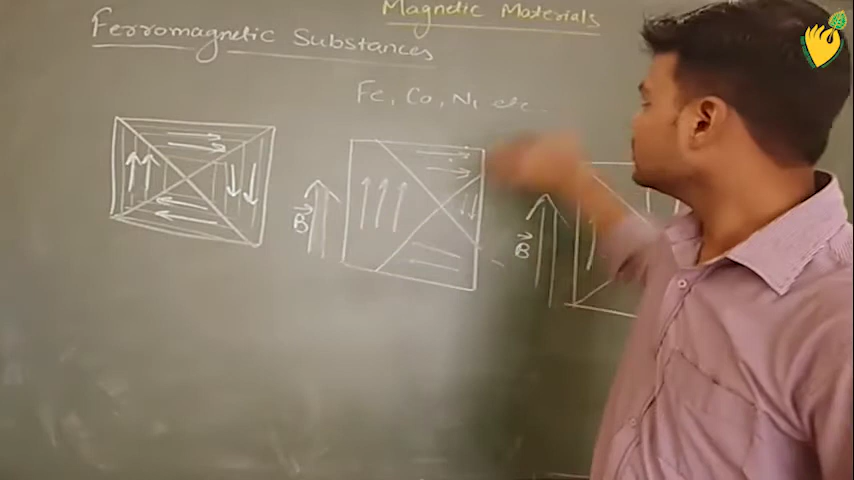 Magnetic Materials
Ferromagnetic Substances
Fe, Co, Ni etc.
B
B